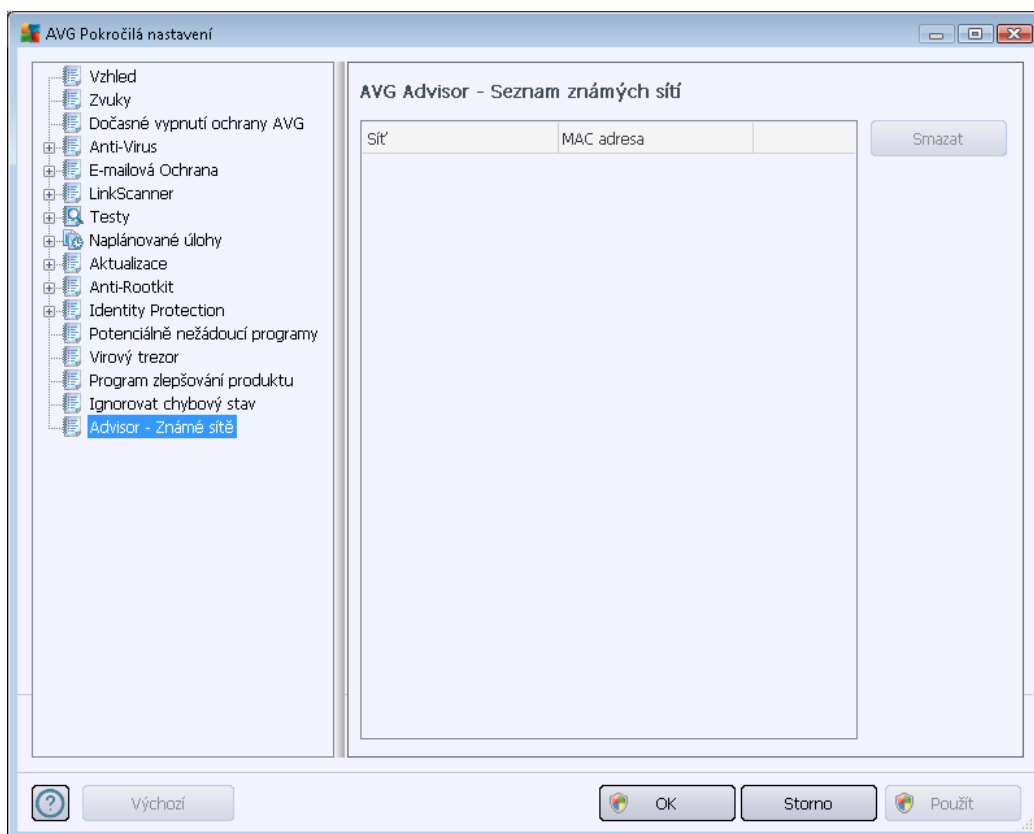 AVG Pokročilá nastavení
Vzhled
Zvuky
Dočasné vypnutí ochrany AVG
Anti-Virus
E-mailová Ochrana
LinkScanner
Testy
Naplánované úlohy
Aktualizace
Anti-Rootkit
Identity Protection
Potenciálně nežádoucí programy
Virový trezor
Program zlepšování produktu
Ignorovat chybový stav
Advisor - Známé sítě
AVG Advisor - Seznam známých sítí
Síť MAC adresa
Smazat
? Výchozí OK Storno Použít